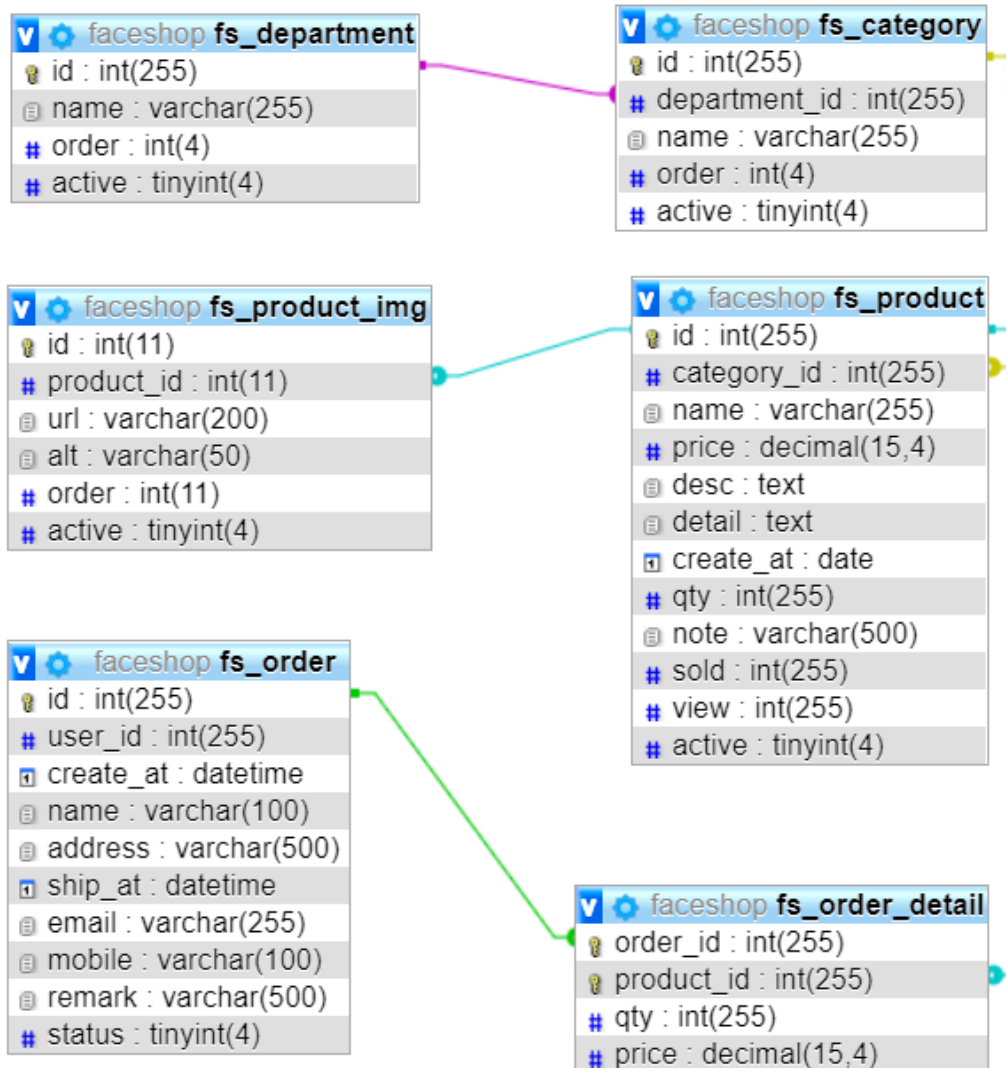 V faceshop fs_department
id : int(255)
name : varchar(255)
# order : int(4)
# active : tinyint(4)
V faceshop fs_category
id : int(255)
# department_id : int(255)
name : varchar(255)
# order : int(4)
# active : tinyint(4)
V faceshop fs_product_img
id : int(11)
# product_id : int(11)
url : varchar(200)
alt : varchar(50)
# order : int(11)
# active : tinyint(4)
V faceshop fs_product
id : int(255)
# category_id : int(255)
name : varchar(255)
# price : decimal(15,4)
desc : text
detail : text
create_at : date
# qty : int(255)
note : varchar(500)
# sold : int(255)
# view : int(255)
# active : tinyint(4)
V faceshop fs_order
id : int(255)
# user_id : int(255)
create_at : datetime
name : varchar(100)
address : varchar(500)
ship_at : datetime
email : varchar(255)
mobile : varchar(100)
remark : varchar(500)
# status : tinyint(4)
V faceshop fs_order_detail
order_id : int(255)
product_id : int(255)
# qty : int(255)
# price : decimal(15,4)